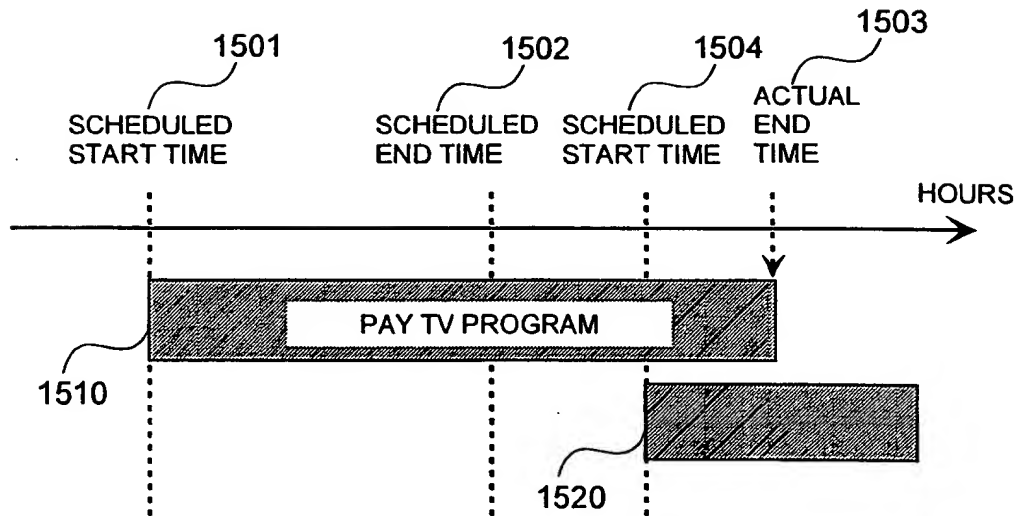 1501
1502
1504
1503
SCHEDULED
START TIME
SCHEDULED
END TIME
SCHEDULED
START TIME
ACTUAL
END
TIME
HOURS
PAY TV PROGRAM
1510
1520